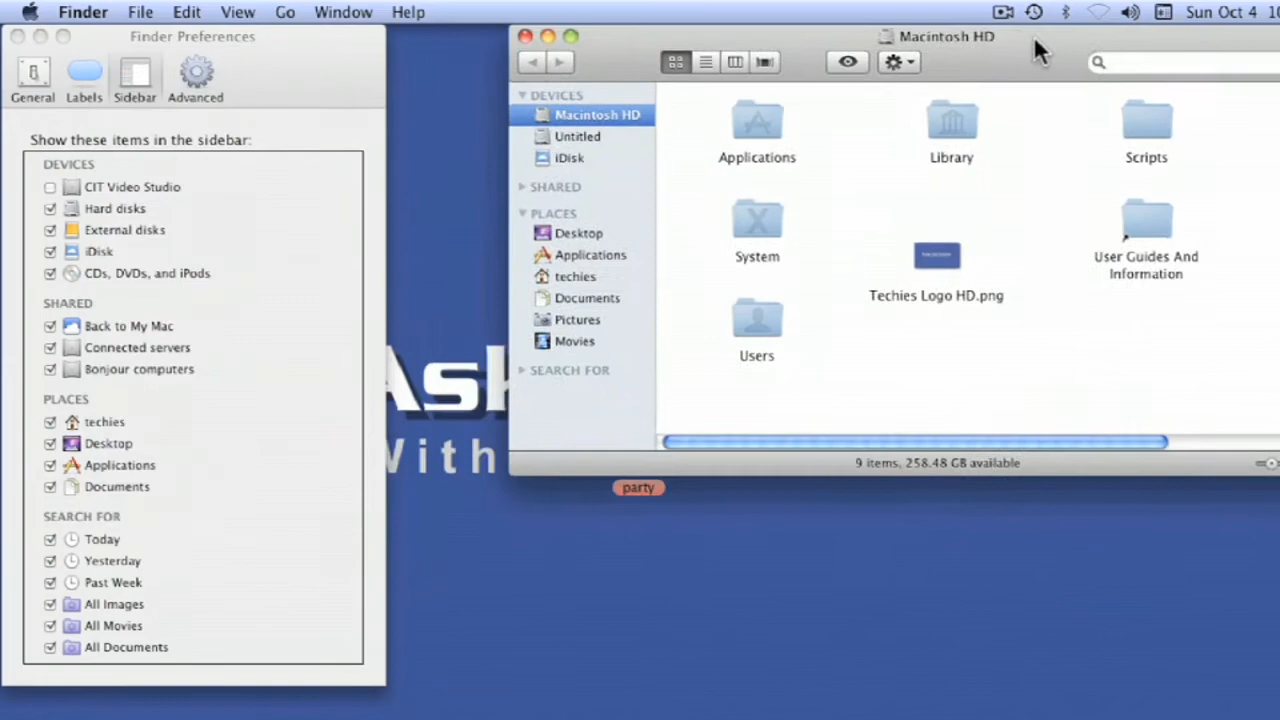 Finder File Edit View Go Window Help Sun Oct 4
Finder Preferences
General Labels Sidebar Advanced
Show these items in the sidebar:
DEVICES
CIT Video Studio
Hard disks
External disks
iDisk
CDs, DVDs, and iPods
SHARED
Back to My Mac
Connected servers
Bonjour computers
PLACES
techies
Desktop
Applications
Documents
SEARCH FOR
Today
Yesterday
Past Week
All Images
All Movies
All Documents
Macintosh HD
DEVICES
Macintosh HD
Untitled
iDisk
SHARED
PLACES
Desktop
Applications
techies
Documents
Pictures
Movies
SEARCH FOR
Applications
Library
Scripts
System
Techies Logo HD.png
User Guides And
Information
Users
9 items, 258.48 GB available
Ask
With
party